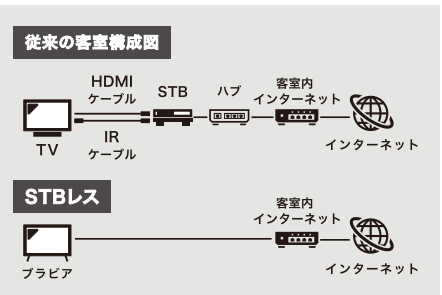 従来の客室構成図
HDMI
ケーブル
STB
ハブ
客室内
インターネット
TV
IR
ケーブル
インターネット
STBレス
客室内
インターネット
ブラビア
インターネット